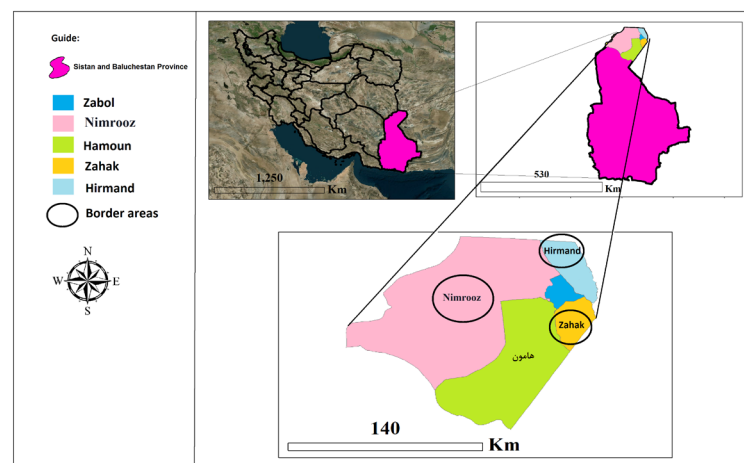 Guide:
Sistan and Baluchestan Province
Zabol
Nimrooz
Hamoun
Zahak
Hirmand
Border areas
N
W
E
S
1,250
Km
530
Km
Hirmand
Nimrooz
Zahak
هامون
140
Km